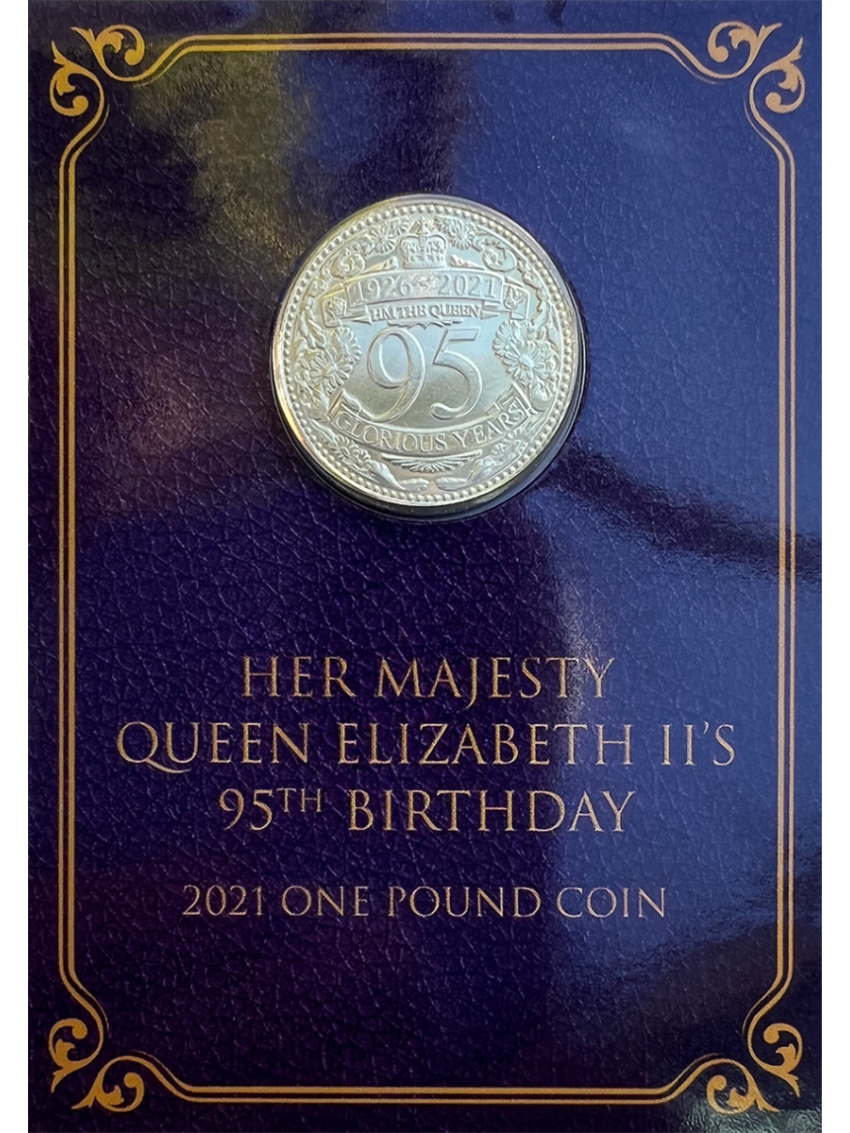 1926 2021
HM THE QUEEN
95
GLORIOUS YEARS
HER MAJESTY
QUEEN ELIZABETH II'S
95TH BIRTHDAY
2021 ONE POUND COIN